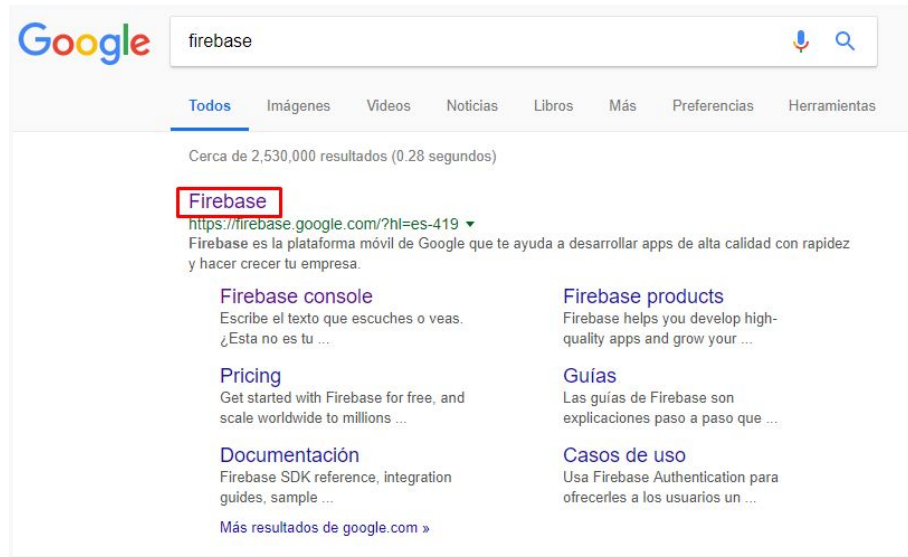 Google
firebase
Todos Imágenes Videos Noticias Libros Más Preferencias Herramientas
Cerca de 2,530,000 resultados (0.28 segundos)
Firebase
https://firebase.google.com/?hl=es-419
Firebase es la plataforma móvil de Google que te ayuda a desarrollar apps de alta calidad con rapidez
y hacer crecer tu empresa.
Firebase console
Escribe el texto que escuches o veas.
¿Esta no es tu ...
Firebase products
Firebase helps you develop high-
quality apps and grow your ...
Pricing
Get started with Firebase for free, and
scale worldwide to millions ...
Guías
Las guías de Firebase son
explicaciones paso a paso que ...
Documentación
Firebase SDK reference, integration
guides, sample ...
Casos de uso
Usa Firebase Authentication para
ofrecerles a los usuarios un ...
Más resultados de google.com »